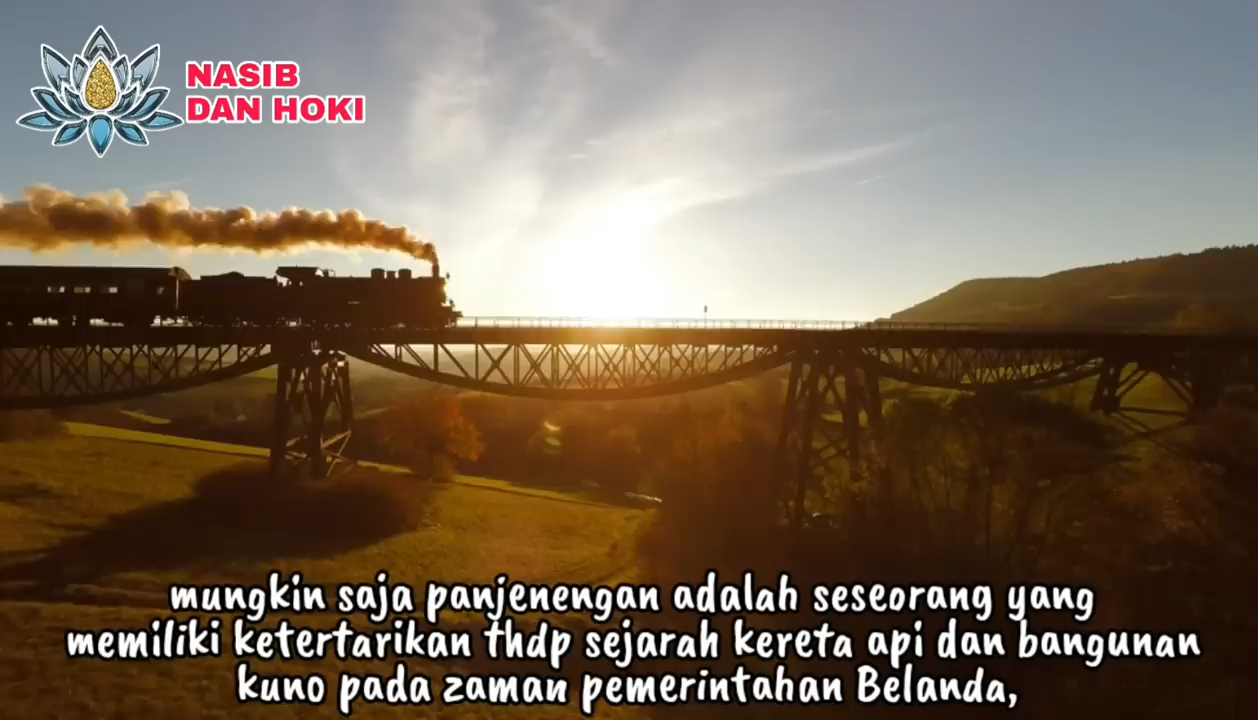 NASIB
DAN HOKI
mungkin saja panjenengan adalah seseorang yang
memiliki ketertarikan thdp sejarah kereta api dan bangunan
kuno pada zaman pemerintahan Belanda,